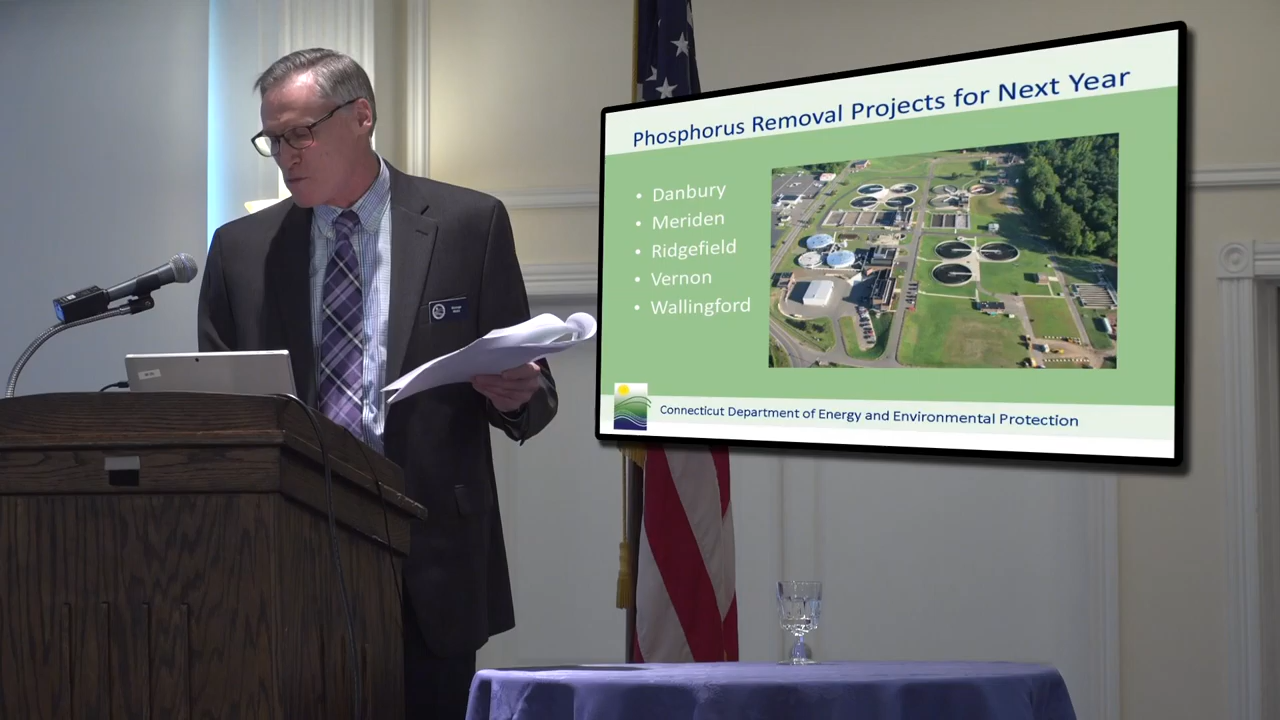 Phosphorus Removal Projects for Next Year
• Danbury
• Meriden
• Ridgefield
• Vernon
• Wallingford
Connecticut Department of Energy and Environmental Protection